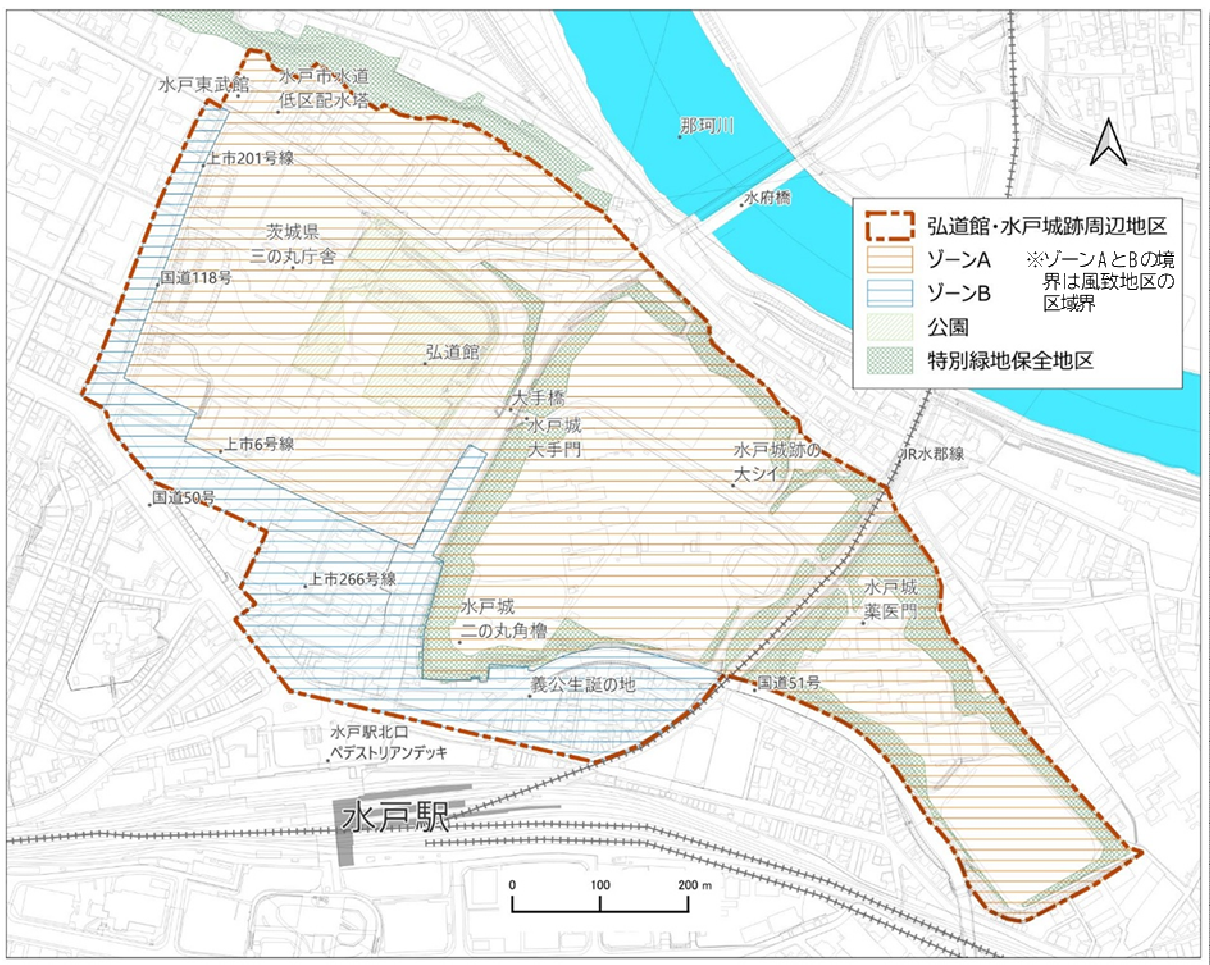 水戸東武館
水戸市水道
低区配水塔
那珂川
上市201号線
水府橋
茨城県
三の丸庁舎
国道118号
弘道館・水戸城跡周辺地区
ゾーンA
ゾーンB
※ゾーンAとBの境
界は風致地区の
区域界
公園
特別緑地保全地区
弘道館
大手橋
水戸城
大手門
上市6号線
水戸城跡の
大シイ
JR水郡線
国道50号
上市266号線
水戸城
薬医門
水戸城
二の丸角櫓
義公生誕の地
国道51号
水戸駅北口
ペデストリアンデッキ
水戸駅
0 100 200 m